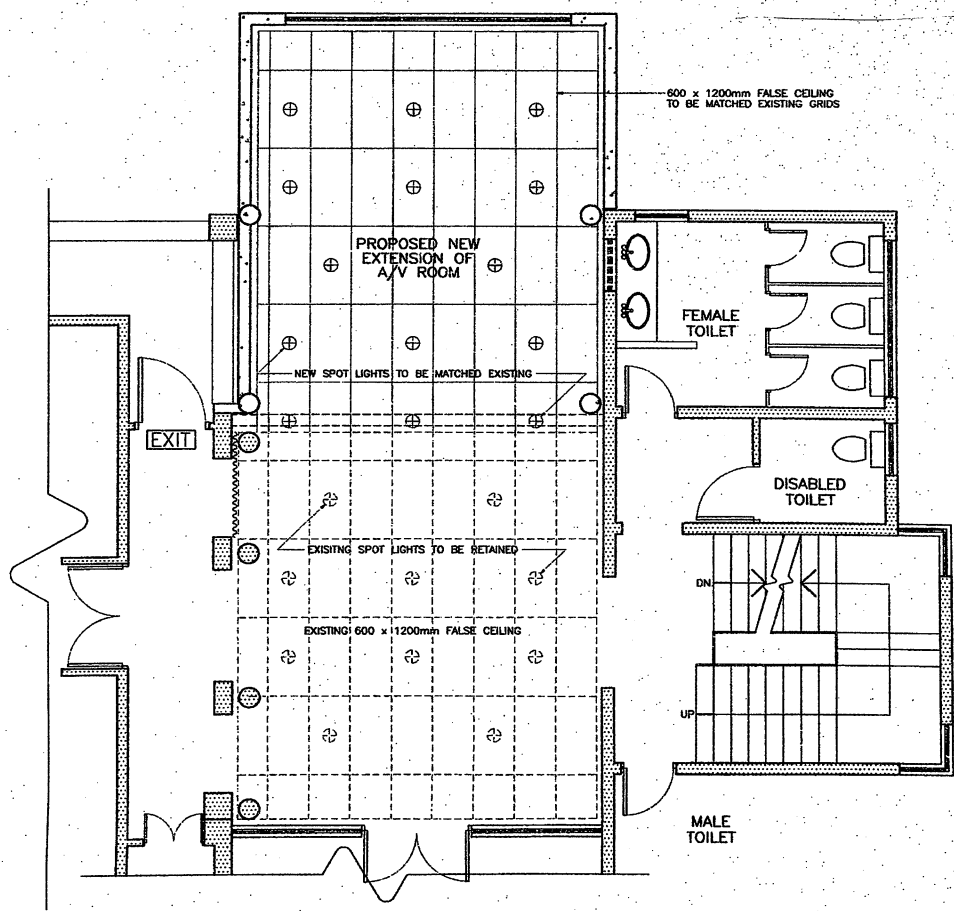 600 x 1200mm FALSE CEILING
TO BE MATCHED EXISTING GRIDS
PROPOSED NEW
EXTENSION OF
A/V ROOM
FEMALE
TOILET
NEW SPOT LIGHTS TO BE MATCHED EXISTING
EXIT
DISABLED
TOILET
EXISITING SPOT LIGHTS TO BE RETAINED
DN
EXISTING 600 x 1200mm FALSE CEILING
UP
MALE
TOILET